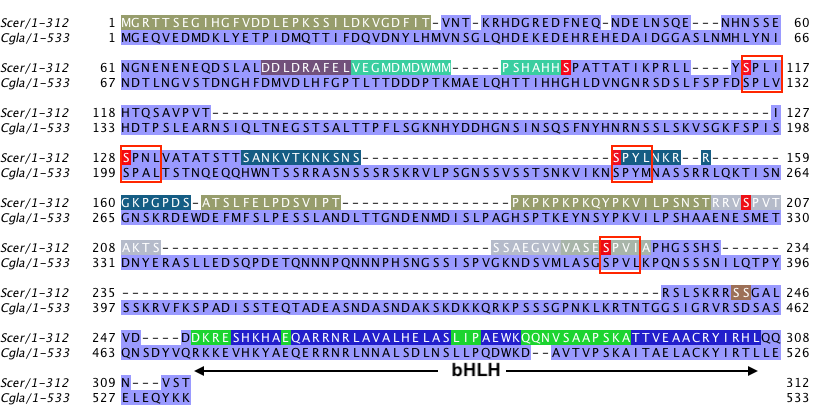 Scer/1-312 1 MGRTTSEGIHGFVDDLEPKSSILDKVGDFIT-VNT-KRHDGREDFNEQ-NDELNSQE---NHNSSE 60
Cgla/1-533 1 MGEQVEDMDKLYETPIDMQTTIFDQVDNYLHMVNSGLQHDEKEDEHREHEDAIDGGASLNMHLYNI 66
Scer/1-312 61 NGNENENEQDSLALDDLDRAFELVEGMDMDWMM-----PSHAHHSPATTATIKPRLL----YSPLI 117
Cgla/1-533 67 NDTLNGVSTDNGHFDMVDLHFGPTLTTDDDPTKMAELQHTTIHHGHLDVNGNRSDSLFSPFDSPLV 132
Scer/1-312 118 HTQSAVPVT--------------------------------------------------------I 127
Cgla/1-533 133 HDTPSLEARNSIQLTNEGSTSALTTPFLSGKNHYDDHGNSINSQSFNYHNRNSSLSKVSGKFSPIS 198
Scer/1-312 128 SPNLVATATSTTSANKVTKNKSNS-------------------------SPYLNKR--R------- 159
Cgla/1-533 199 SPALTSTNQEQQHWNTSSRRASNSSSRSKRVLPSGNSSVSSTSNKVIKNSPYMNASSRRLQKTISN 264
Scer/1-312 160 GKPGPDS-ATSLFELPDSVIPT-----------------PKPKPKPKQYPKVILPSNSTRRVSPVT 207
Cgla/1-533 265 330
Scer/1-312 208 AKTS---------------------------------SSAEGVVVASESPVIAPHGSSHS------ 234
Cgla/1-533 331 DNYERASLLEDSQPDETQNNNPQNNNPHSNGSSISPVGKNDSVMLASGSPVLKPQNSSSNILQTPY 396
Scer/1-312 235 ------------------------------------------------------RSLSKRRSSGAL 246
Cgla/1-533 397 SSKRVFKSPADISSTEQTADEASNDASNDAKSKDKKQRKPSSSGPNKLKRTNTGGSIGRVRSDSAS 462
Scer/1-312 247 VD----DDKRESHKHAEQARRNRLAVALHELASLIPAEWKQQNVSAAPSKATTVEAACRYIRHLQQ 308
Cgla/1-533 463 QNSDYVQRKKEVHKYAEQERRNRLNNALSDLNSLLPQDWKD--AVTVPSKAITAELACKYIRTLLE 526
Scer/1-312 309 N---VST 312
Cgla/1-533 527 ELEQYKK 533
bHLH